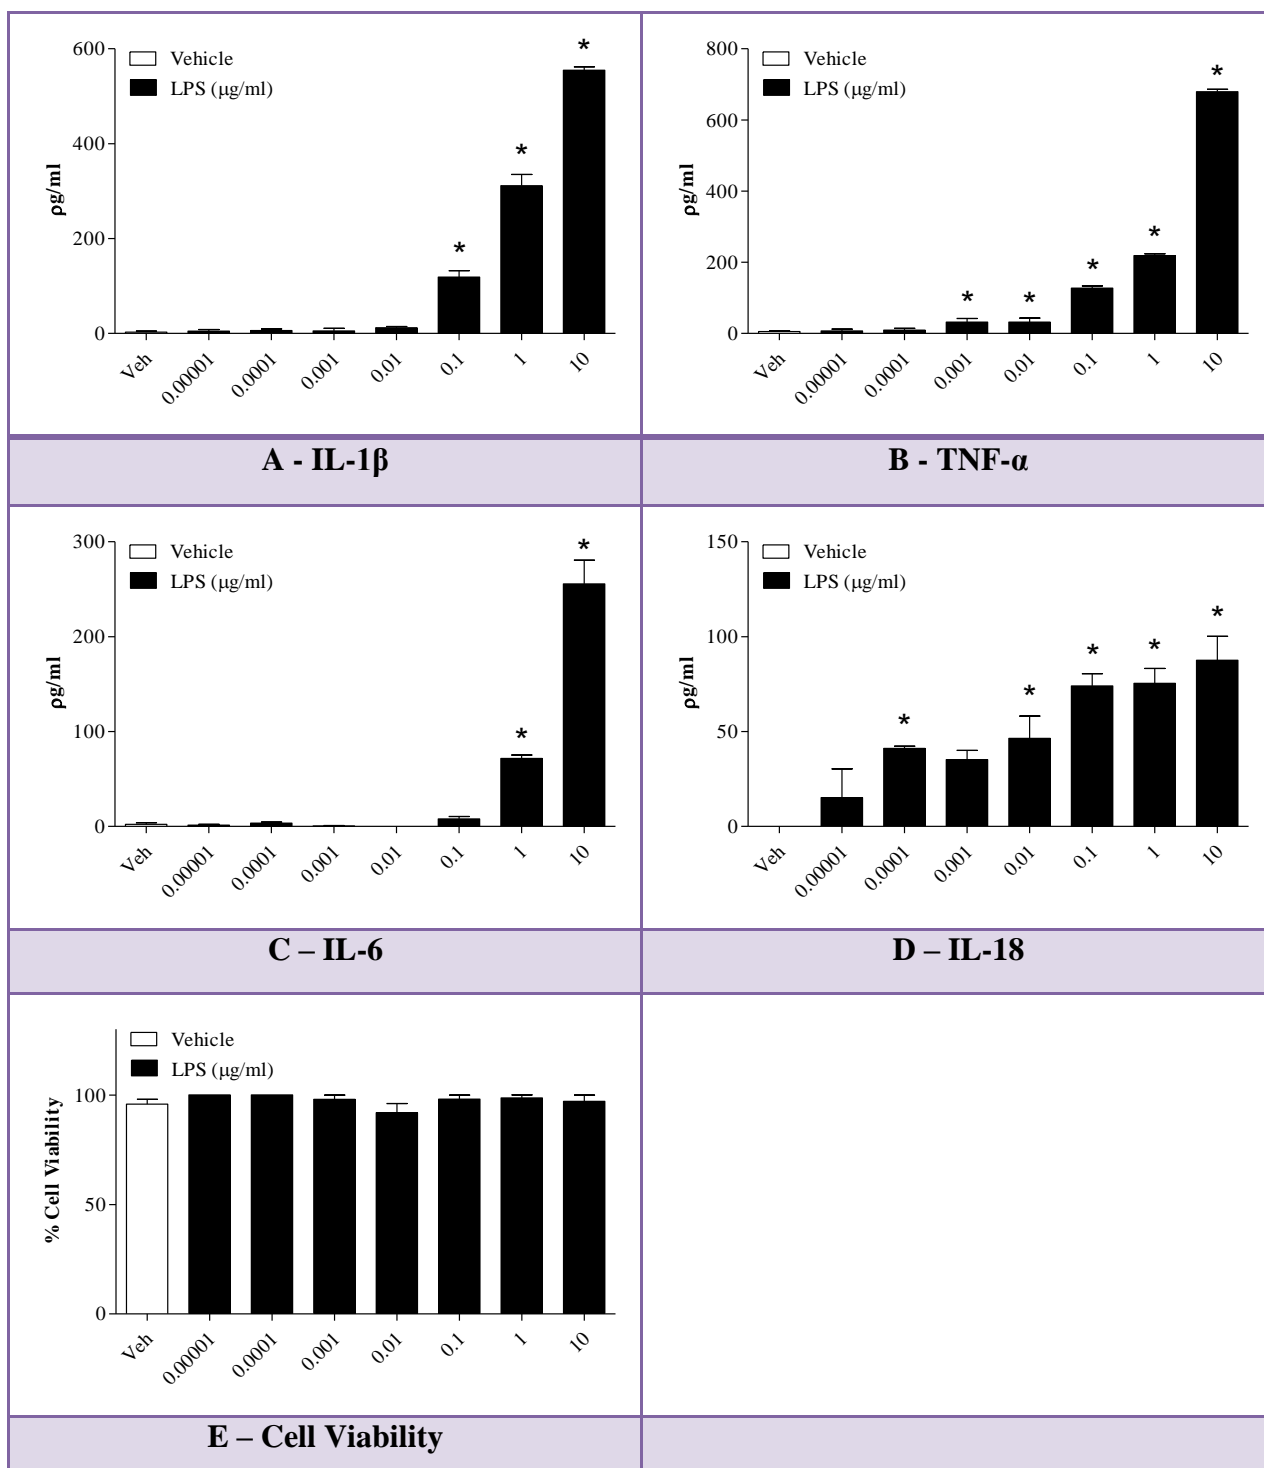 Vehicle
LPS (μg/ml)
ρg/ml
600
400
200
0
Veh
0.00001
0.0001
0.001
0.01
0.1
1
10
*
*
*
A - IL-1β
Vehicle
LPS (μg/ml)
ρg/ml
800
600
400
200
0
Veh
0.00001
0.0001
0.001
0.01
0.1
1
10
*
*
*
*
*
B - TNF-α
Vehicle
LPS (μg/ml)
ρg/ml
300
200
100
0
Veh
0.00001
0.0001
0.001
0.01
0.1
1
10
*
*
C – IL-6
Vehicle
LPS (μg/ml)
ρg/ml
150
100
50
0
Veh
0.00001
0.0001
0.001
0.01
0.1
1
10
*
*
*
*
*
D – IL-18
Vehicle
LPS (μg/ml)
% Cell Viability
100
50
0
Veh
0.00001
0.0001
0.001
0.01
0.1
1
10
E – Cell Viability